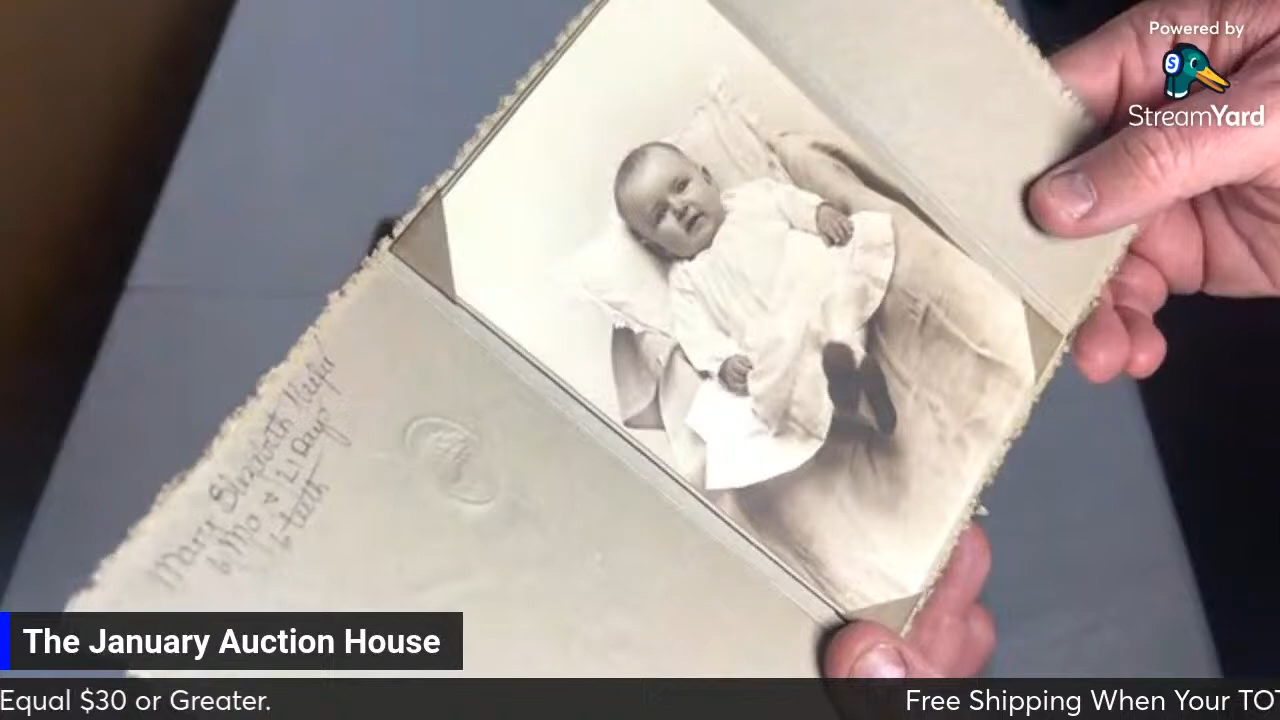 Powered by
StreamYard
Mary Elizabeth
6 Mo & 21 Days
6 teeth
The January Auction House
Equal $30 or Greater.
Free Shipping When Your TOT